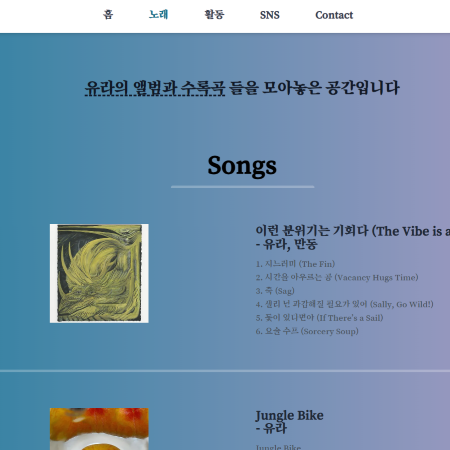 홈 노래 활동 SNS Contact
유라의 앨범과 수록곡 들을 모아놓은 공간입니다
Songs
이런 분위기는 기회다 (The Vibe is a
- 유라, 만동
1. 지느러미 (The Fin)
2. 시간을 아우르는 공 (Vacancy Hugs Time)
3. 축 (Sag)
4. 샐리 넌 과감해질 필요가 있어 (Sally, Go Wild!)
5. 돛이 있다면야 (If There's a Sail)
6. 요술 수프 (Sorcery Soup)
Jungle Bike
- 유라
Jungle Bike